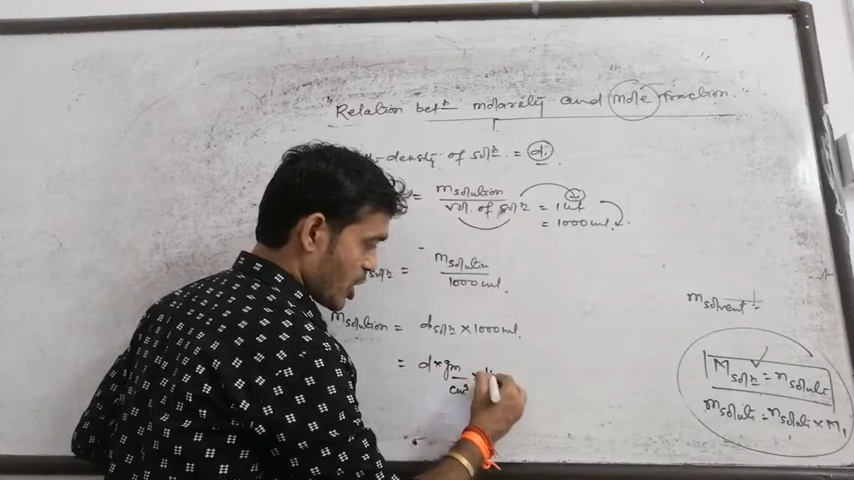 Relation betn molarity and mole fraction
density of soln = d
= m solution / vol. of soln = 1 lit
= 1000 ml.
soln = m solution / 1000 ml.
m solution = d soln × 1000 ml.
= d × gm / cm³ ×
m solvent =
M soln = n solute
m solute = n solute × M1